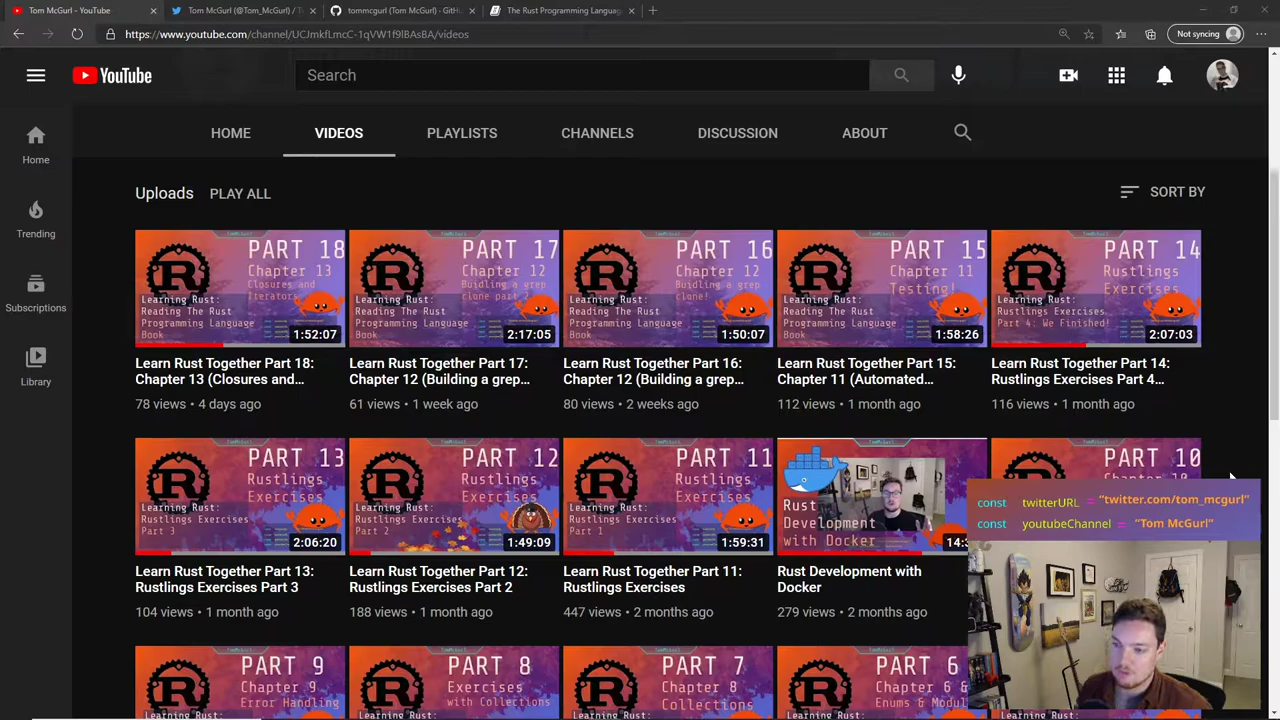 Tom McGurl - YouTube
Tom McGurl (@Tom_McGurl) / T
tommcgurl (Tom McGurl) · GitH
The Rust Programming Languag
https://www.youtube.com/channel/UCJmkfLmcC-1qVW1f9lBAsBA/videos
Not syncing
YouTube
Search
HOME
VIDEOS
PLAYLISTS
CHANNELS
DISCUSSION
ABOUT
Home
Trending
Subscriptions
Library
Uploads
PLAY ALL
SORT BY
PART 18
Chapter 13
Closures and
Iterators
Learning Rust:
Reading The Rust
Programming Language
Book
1:52:07
PART 17
Chapter 12
Buidling a grep
clone part 2
Learning Rust:
Reading The Rust
Programming Language
Book
2:17:05
PART 16
Chapter 12
Buidling a grep
clone!
Learning Rust:
Reading The Rust
Programming Language
Book
1:50:07
PART 15
Chapter 11
Testing!
Learning Rust:
Reading The Rust
Programming Language
Book
1:58:26
PART 14
Rustlings
Exercises
Learning Rust:
Rustlings Exercises
Part 4: We Finished!
2:07:03
Learn Rust Together Part 18:
Chapter 13 (Closures and...
78 views • 4 days ago
Learn Rust Together Part 17:
Chapter 12 (Building a grep...
61 views • 1 week ago
Learn Rust Together Part 16:
Chapter 12 (Building a grep...
80 views • 2 weeks ago
Learn Rust Together Part 15:
Chapter 11 (Automated...
112 views • 1 month ago
Learn Rust Together Part 14:
Rustlings Exercises Part 4...
116 views • 1 month ago
PART 13
Rustlings
Exercises
Learning Rust:
Rustlings Exercises
Part 3
2:06:20
PART 12
Rustlings
Exercises
Learning Rust:
Rustlings Exercises
Part 2
1:49:09
PART 11
Rustlings
Exercises
Learning Rust:
Rustlings Exercises
Part 1
1:59:31
Rust
Development
with Docker
14:3
PART 10
Chapter 10
const twitterURL = "twitter.com/tom_mcgurl"
const youtubeChannel = "Tom McGurl"
Learn Rust Together Part 13:
Rustlings Exercises Part 3
104 views • 1 month ago
Learn Rust Together Part 12:
Rustlings Exercises Part 2
188 views • 1 month ago
Learn Rust Together Part 11:
Rustlings Exercises
447 views • 2 months ago
Rust Development with
Docker
279 views • 2 months ago
PART 9
Chapter 9
Error Handling
PART 8
Exercises
with Collections
PART 7
Chapter 8
Collections
PART 6
Chapter 6 &
Enums & Modul